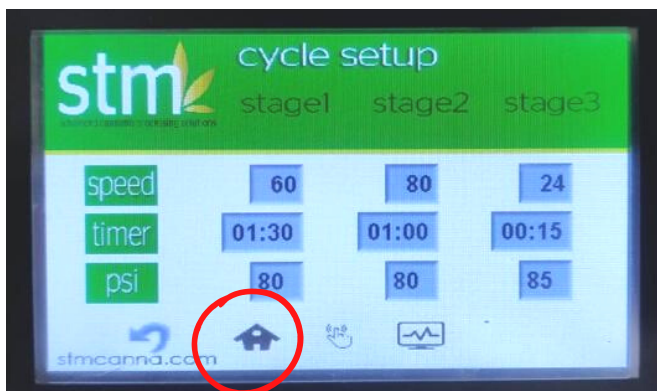 cycle setup
stm
stage1 stage2 stage3
speed 60 80 24
timer 01:30 01:00 00:15
psi 80 80 85
stmcanna.com